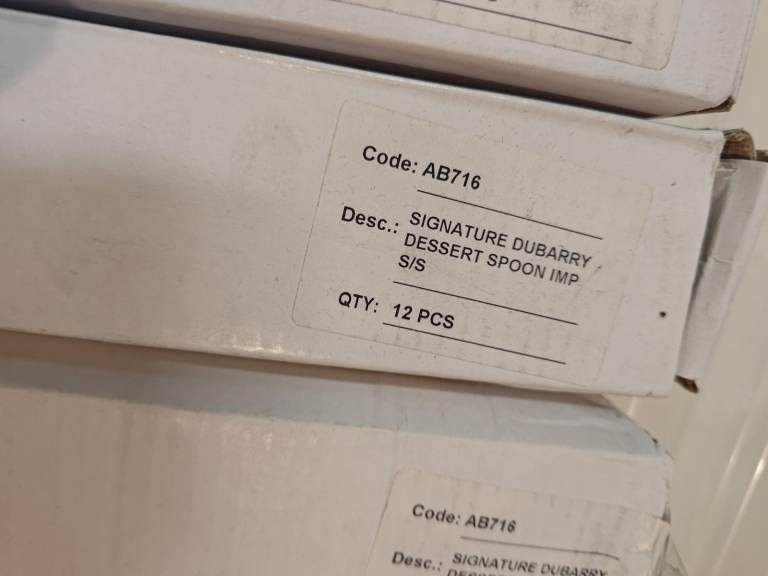 Code: AB716
Desc.: SIGNATURE DUBARRY
DESSERT SPOON IMP
S/S
QTY: 12 PCS
Code: AB716
Desc.: SIGNATURE DUBARRY